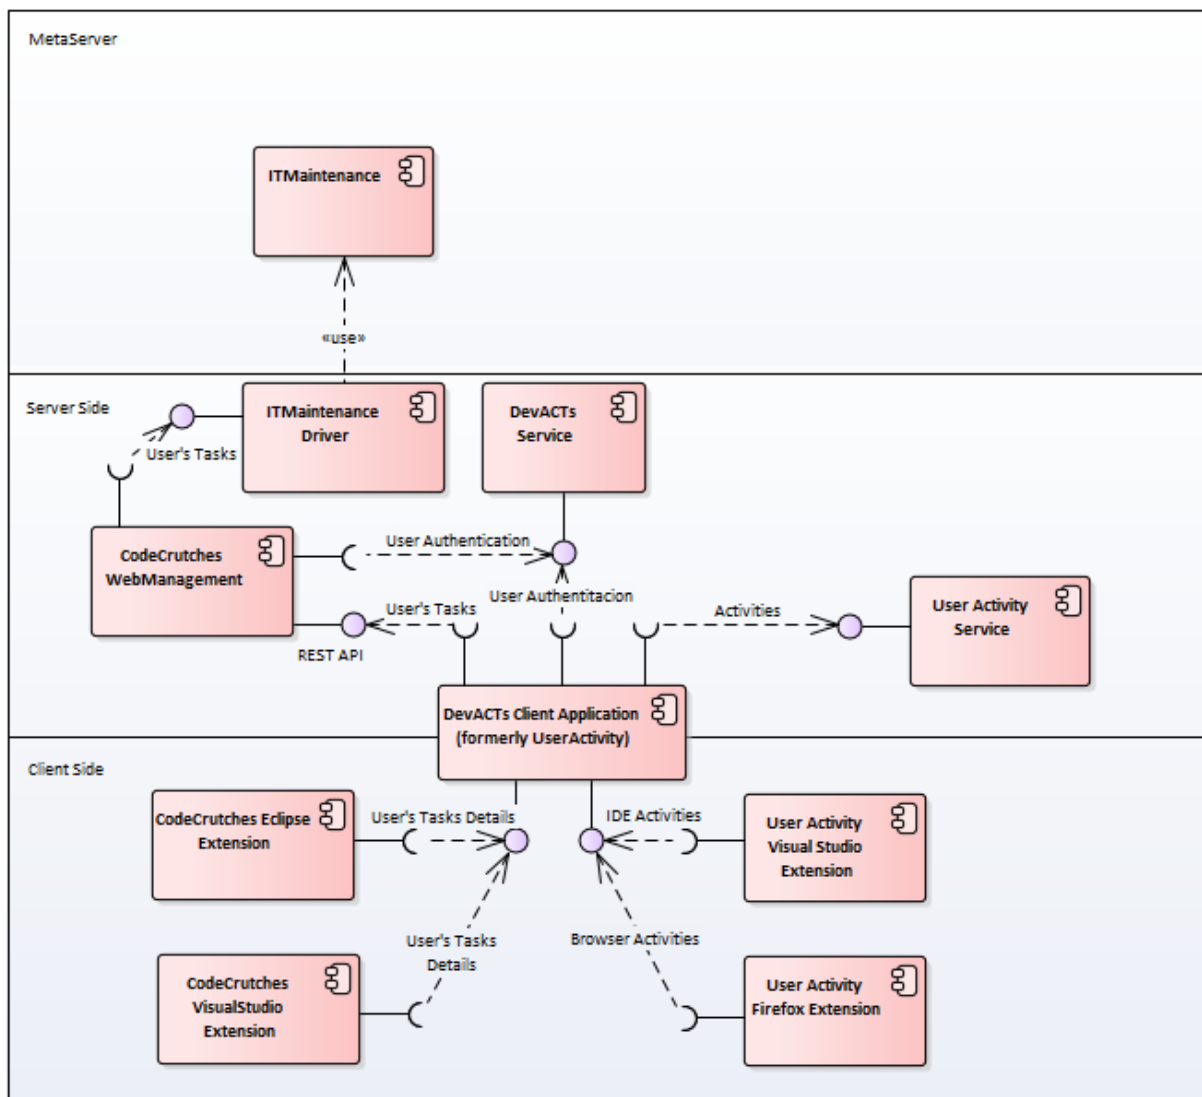 MetaServer
ITMaintenance
«use»
Server Side
ITMaintenance
Driver
DevACTs
Service
User's Tasks
CodeCrutches
WebManagement
User Authentication
User Authentitacion
User's Tasks
Activities
User Activity
Service
REST API
DevACTs Client Application
(formerly UserActivity)
Client Side
CodeCrutches Eclipse
Extension
User's Tasks Details
IDE Activities
User Activity
Visual Studio
Extension
User's Tasks
Details
Browser Activities
CodeCrutches
VisualStudio
Extension
User Activity
Firefox Extension